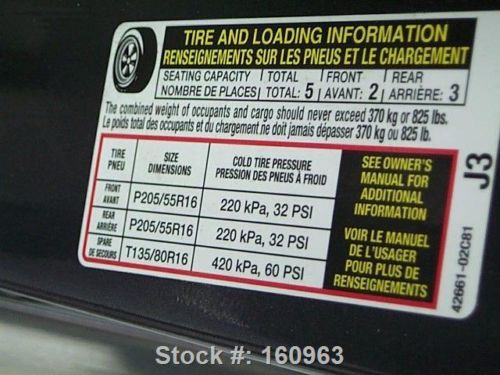 TIRE AND LOADING INFORMATION
RENSEIGNEMENTS SUR LES PNEUS ET LE CHARGEMENT
SEATING CAPACITY TOTAL FRONT REAR
NOMBRE DE PLACES TOTAL: 5 AVANT: 2 ARRIÈRE: 3
The combined weight of occupants and cargo should never exceed 370 kg or 825 lbs.
Le poids total des occupants et du chargement ne doit jamais dépasser 370 kg ou 825 lb.
TIRE SIZE COLD TIRE PRESSURE
PNEU DIMENSIONS PRESSION DES PNEUS À FROID
FRONT
AVANT P205/55R16 220 kPa, 32 PSI
REAR
ARRIÈRE P205/55R16 220 kPa, 32 PSI
SPARE
DE SECOURS T135/80R16 420 kPa, 60 PSI
SEE OWNER'S
MANUAL FOR
ADDITIONAL
INFORMATION
VOIR LE MANUEL
DE L'USAGER
POUR PLUS DE
RENSEIGNEMENTS
J3
42661-02C81
Stock #: 160963